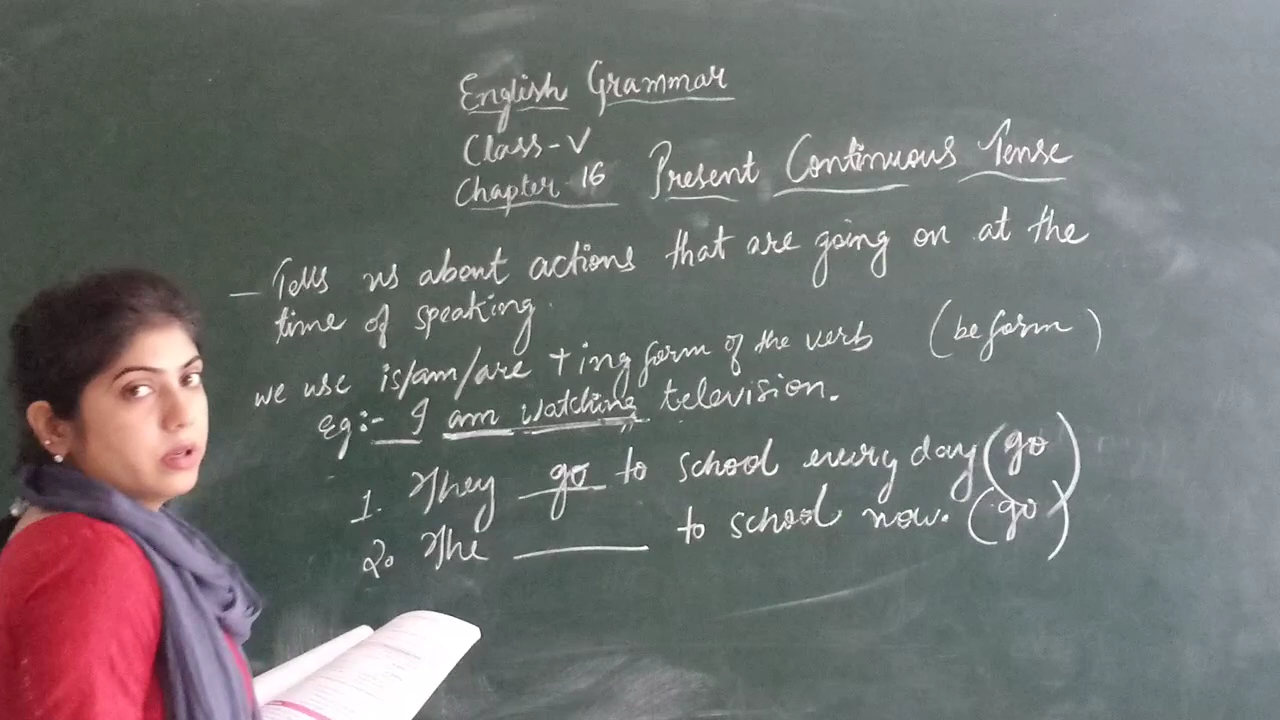 English Grammar
Class-V
Chapter 16 Present Continuous Tense
— Tells us about actions that are going on at the
time of speaking.
we use is/am/are + ing form of the verb (be form)
Eg:- I am watching television.
1. They go to school every day (go)
2. The ______ to school now. (go)